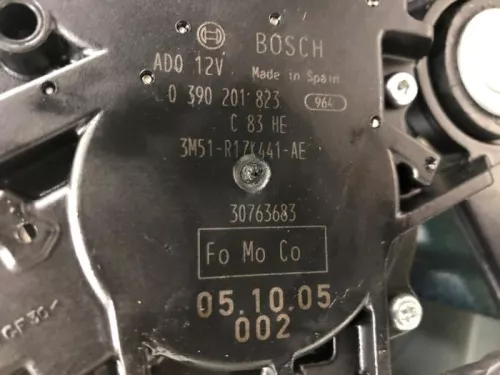 BOSCH
ADO 12V
Made in Spain
0 390 201 823
964
C 83 HE
3M51-R17K441-AE
30763683
Fo Mo Co
05.10.05
002